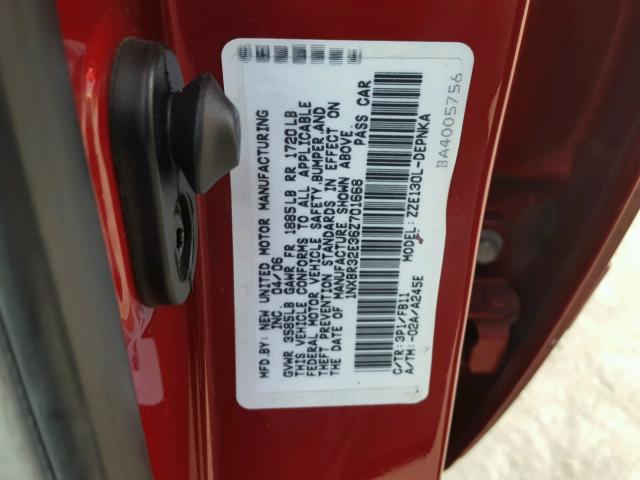 MFD. BY: NEW UNITED MOTOR MANUFACTURING
INC. 04/06
GVWR 3585LB GAWR FR 1885LB RR 1720LB
THIS VEHICLE CONFORMS TO ALL APPLICABLE
FEDERAL MOTOR VEHICLE SAFETY,BUMPER,AND
THEFT PREVENTION STANDARDS IN EFFECT ON
THE DATE OF MANUFACTURE SHOWN ABOVE.
1NXBR32E36Z701668 PASS CAR
C/TR:3P1/FB11 MODEL:ZZE130L-DEPNKA
A/TM:-02A/A245E
BA4005756